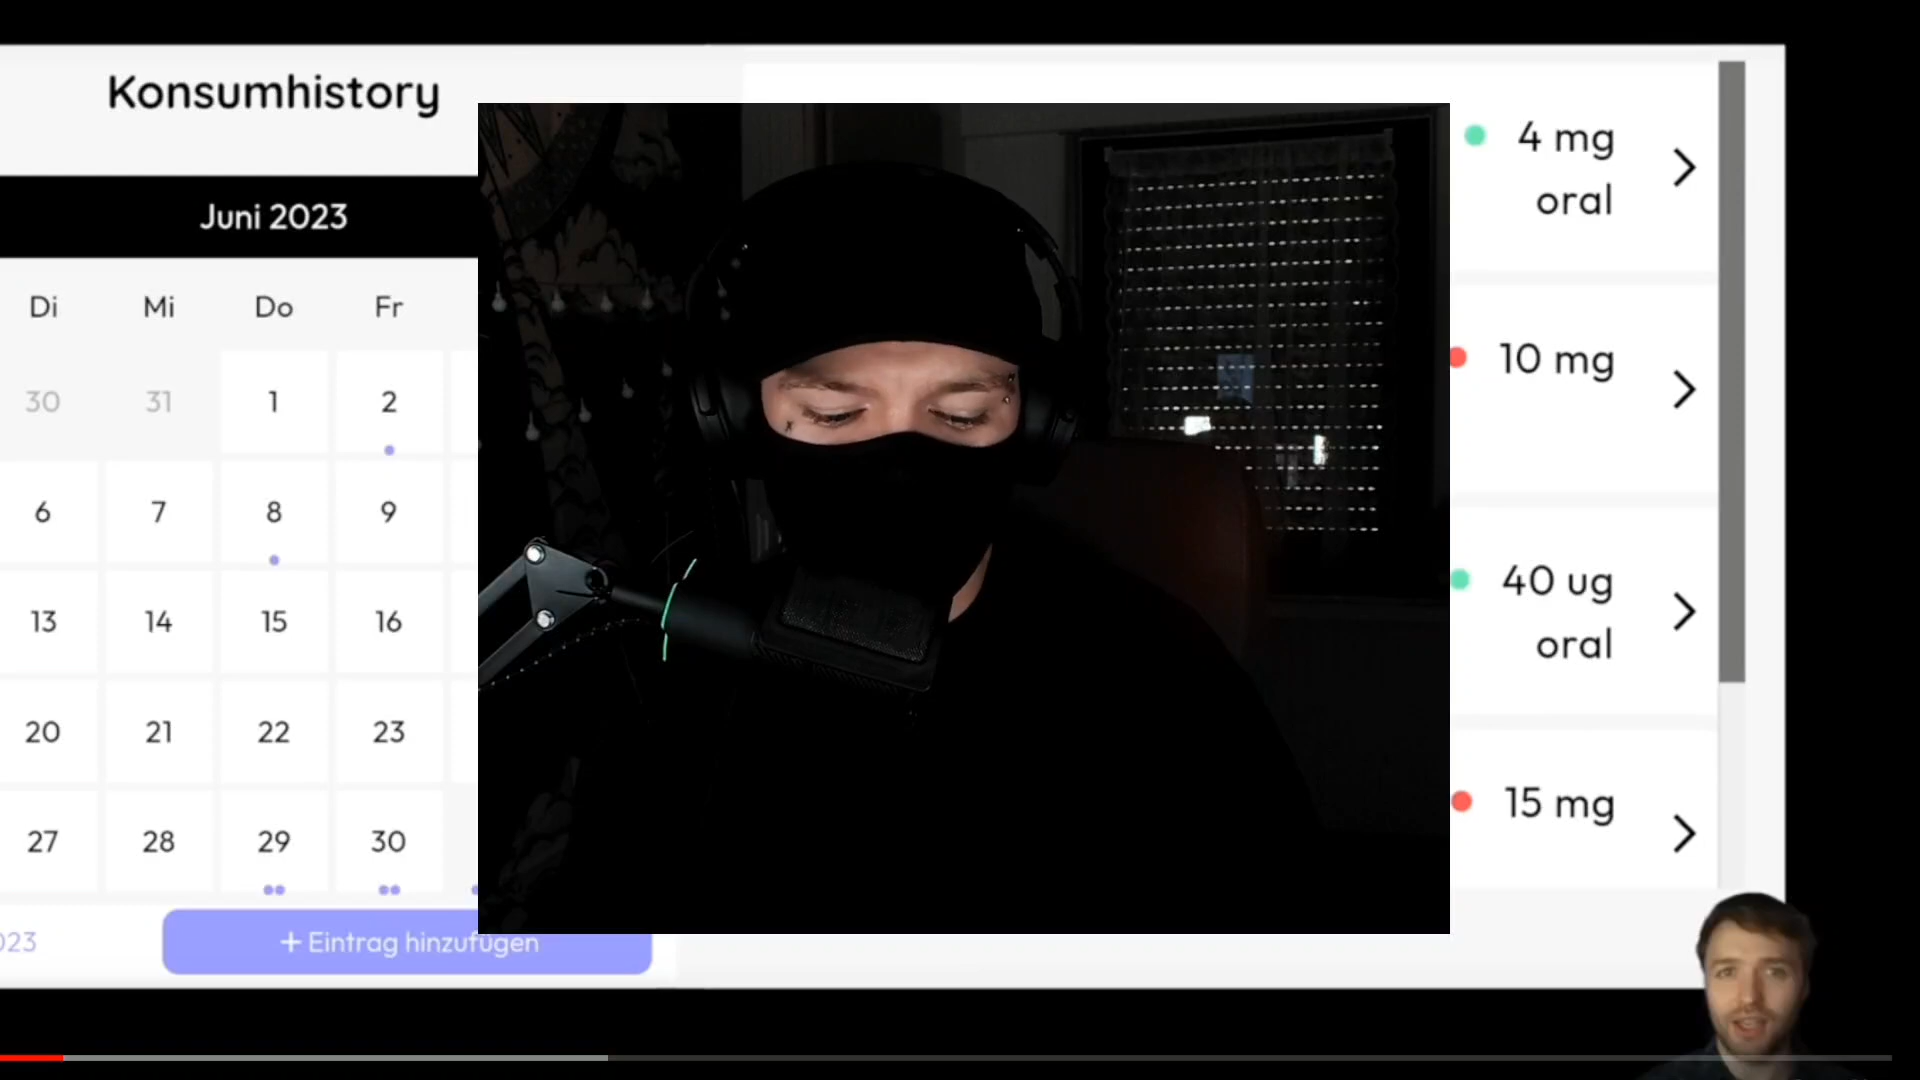 Konsumhistory
Juni 2023
Di Mi Do Fr
30 31 1 2
6 7 8 9
13 14 15 16
20 21 22 23
27 28 29 30
023
+ Eintrag hinzufügen
4 mg
oral
10 mg
40 ug
oral
15 mg